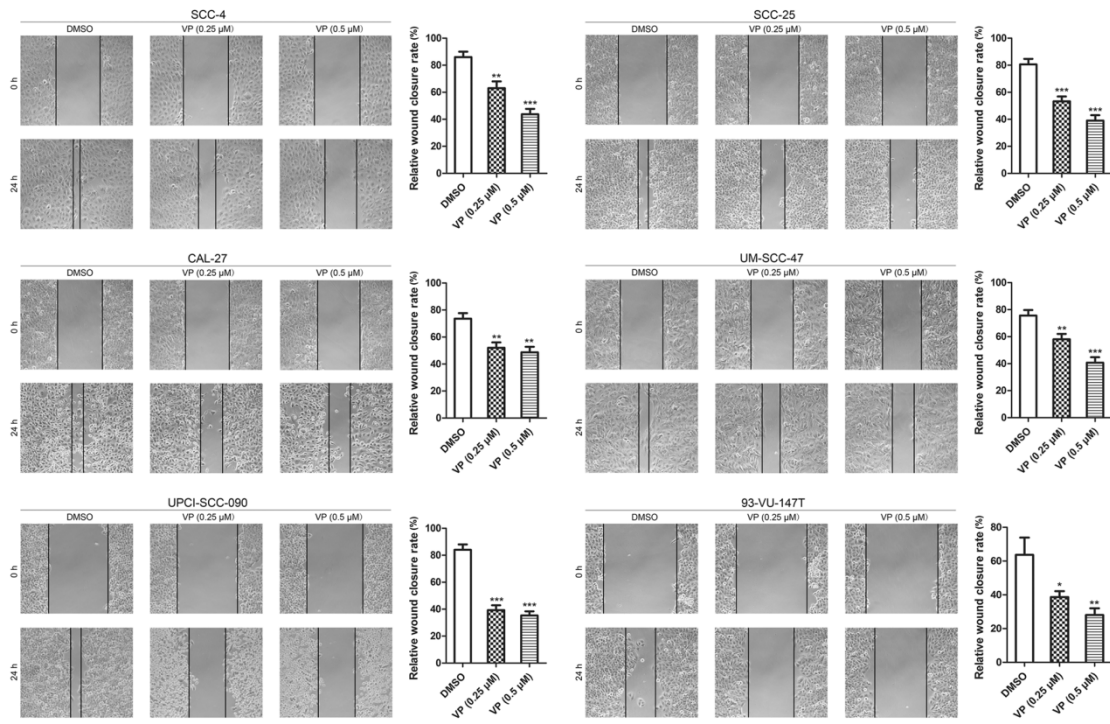 SCC-4
DMSO VP (0.25 μM) VP (0.5 μM)
0 h
24 h
Relative wound closure rate (%)
100
80
60
40
20
0
**
***
DMSO
VP (0.25 μM)
VP (0.5 μM)
SCC-25
DMSO VP (0.25 μM) VP (0.5 μM)
0 h
24 h
Relative wound closure rate (%)
100
80
60
40
20
0
***
***
DMSO
VP (0.25 μM)
VP (0.5 μM)
CAL-27
DMSO VP (0.25 μM) VP (0.5 μM)
0 h
24 h
Relative wound closure rate (%)
100
80
60
40
20
0
**
**
DMSO
VP (0.25 μM)
VP (0.5 μM)
UM-SCC-47
DMSO VP (0.25 μM) VP (0.5 μM)
0 h
24 h
Relative wound closure rate (%)
100
80
60
40
20
0
**
***
DMSO
VP (0.25 μM)
VP (0.5 μM)
UPCI-SCC-090
DMSO VP (0.25 μM) VP (0.5 μM)
0 h
24 h
Relative wound closure rate (%)
100
80
60
40
20
0
***
***
DMSO
VP (0.25 μM)
VP (0.5 μM)
93-VU-147T
DMSO VP (0.25 μM) VP (0.5 μM)
0 h
24 h
Relative wound closure rate (%)
80
60
40
20
0
*
**
DMSO
VP (0.25 μM)
VP (0.5 μM)